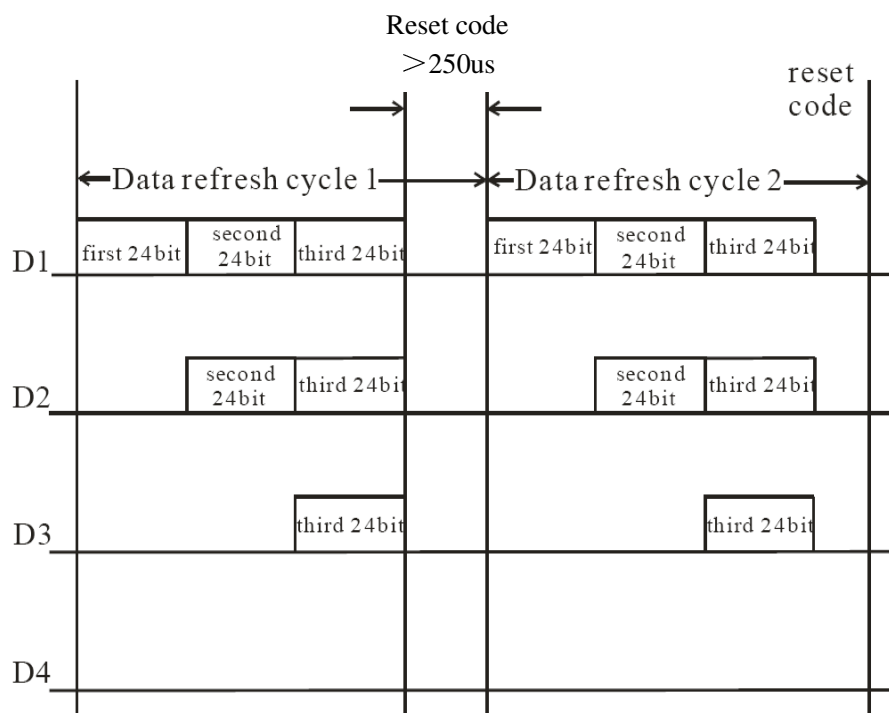 Reset code
＞250us
reset
code
Data refresh cycle 1
Data refresh cycle 2
D1
first 24bit
second
24bit
third 24bit
first 24bit
second
24bit
third 24bit
D2
second
24bit
third 24bit
second
24bit
third 24bit
D3
third 24bit
third 24bit
D4